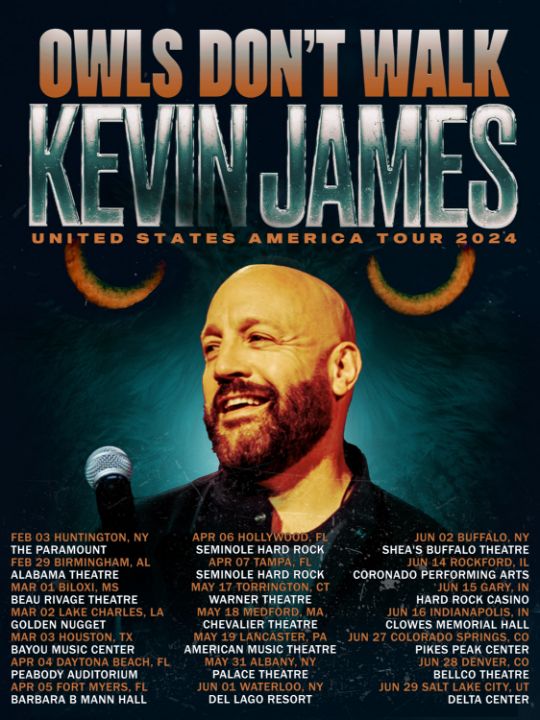 OWLS DON'T WALK
KEVIN JAMES
UNITED STATES AMERICA TOUR 2024
FEB 03 HUNTINGTON, NY
THE PARAMOUNT
FEB 29 BIRMINGHAM, AL
ALABAMA THEATRE
MAR 01 BILOXI, MS
BEAU RIVAGE THEATRE
MAR 02 LAKE CHARLES, LA
GOLDEN NUGGET
MAR 03 HOUSTON, TX
BAYOU MUSIC CENTER
APR 04 DAYTONA BEACH, FL
PEABODY AUDITORIUM
APR 05 FORT MYERS, FL
BARBARA B MANN HALL
APR 06 HOLLYWOOD, FL
SEMINOLE HARD ROCK
APR 07 TAMPA, FL
SEMINOLE HARD ROCK
MAY 17 TORRINGTON, CT
WARNER THEATRE
MAY 18 MEDFORD, MA,
CHEVALIER THEATRE
MAY 19 LANCASTER, PA
AMERICAN MUSIC THEATRE
MAY 31 ALBANY, NY
PALACE THEATRE
JUN 01 WATERLOO, NY
DEL LAGO RESORT
JUN 02 BUFFALO, NY
SHEA'S BUFFALO THEATRE
JUN 14 ROCKFORD, IL
CORONADO PERFORMING ARTS
JUN 15 GARY, IN
HARD ROCK CASINO
JUN 16 INDIANAPOLIS, IN
CLOWES MEMORIAL HALL
JUN 27 COLORADO SPRINGS, CO
PIKES PEAK CENTER
JUN 28 DENVER, CO
BELLCO THEATRE
JUN 29 SALT LAKE CITY, UT
DELTA CENTER